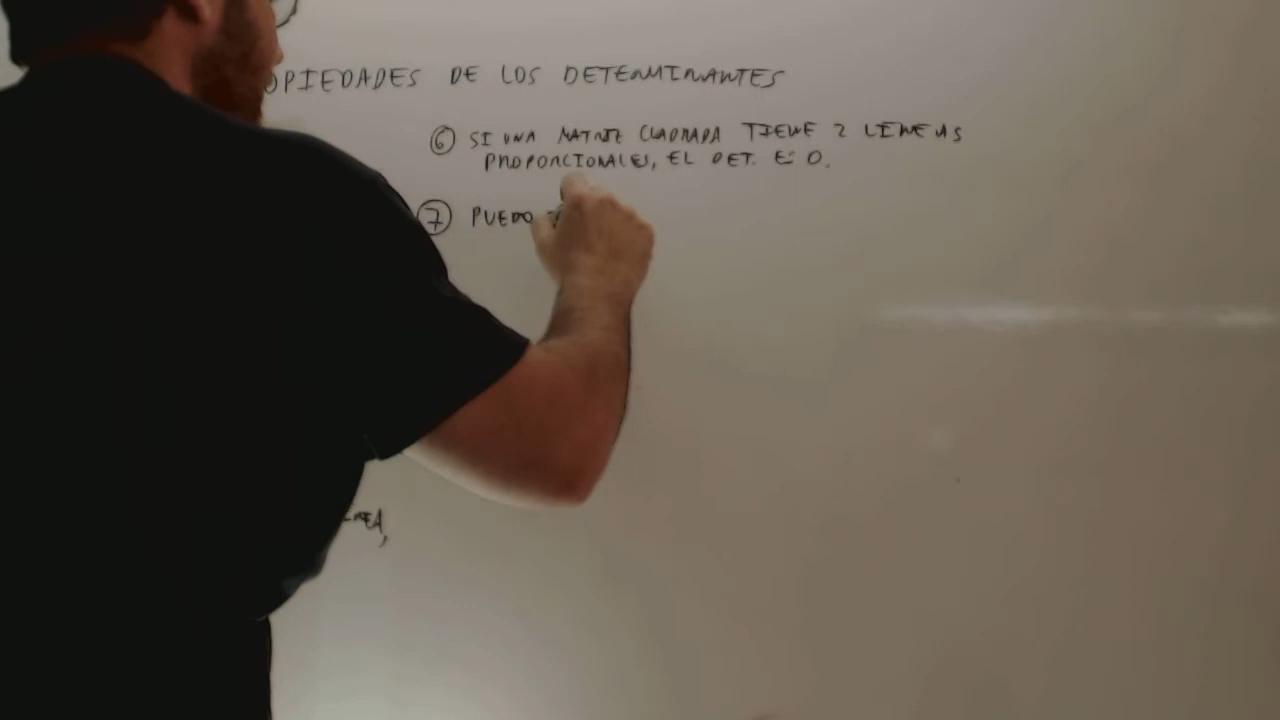 OPIEDADES DE LOS DETERMINANTES
6 SI UNA MATRIZ CUADRADA TIENE 2 LINEAS
PROPORCIONALES, EL DET. ES 0.
7 PUEDO